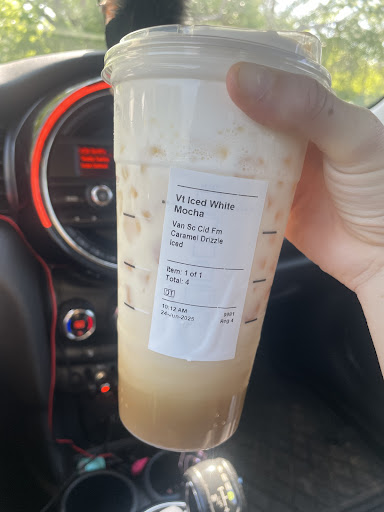 Vt Iced White
Mocha
Van Sc Cld Fm
Caramel Drizzle
Iced
Item: 1 of 1
Total: 4
10:12 AM
Reg 4